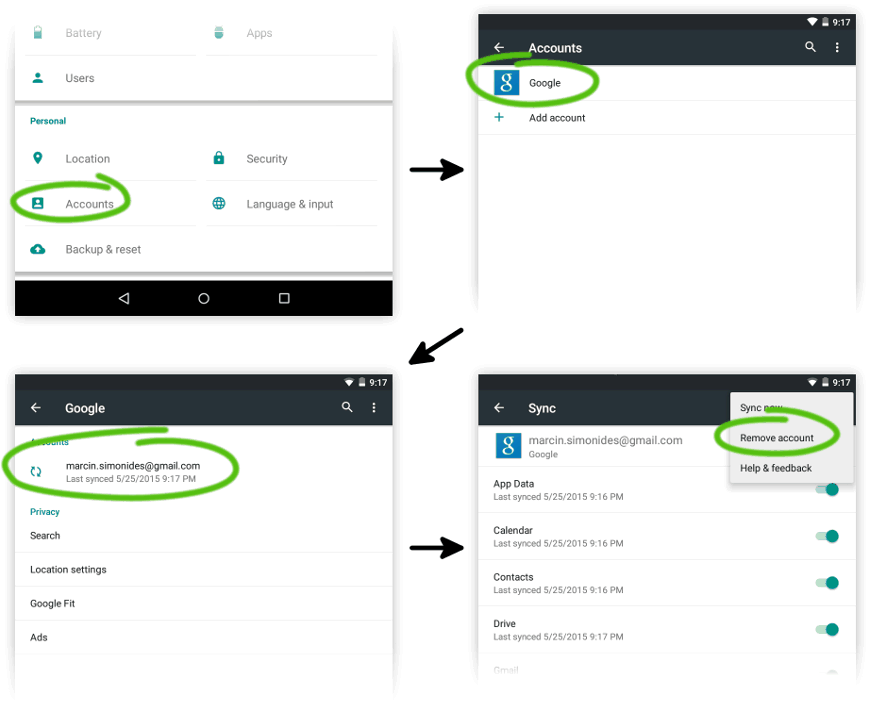 Battery
Apps
Users
Personal
Location
Security
Accounts
Language & input
Backup & reset
9:17
Accounts
g Google
Add account
9:17
Google
Accounts
marcin.simonides@gmail.com
Last synced 5/25/2015 9:17 PM
Privacy
Search
Location settings
Google Fit
Ads
9:17
Sync
Sync now
Remove account
Help & feedback
g marcin.simonides@gmail.com
Google
App Data
Last synced 5/25/2015 9:16 PM
Calendar
Last synced 5/25/2015 9:16 PM
Contacts
Last synced 5/25/2015 9:16 PM
Drive
Last synced 5/25/2015 9:17 PM
Gmail